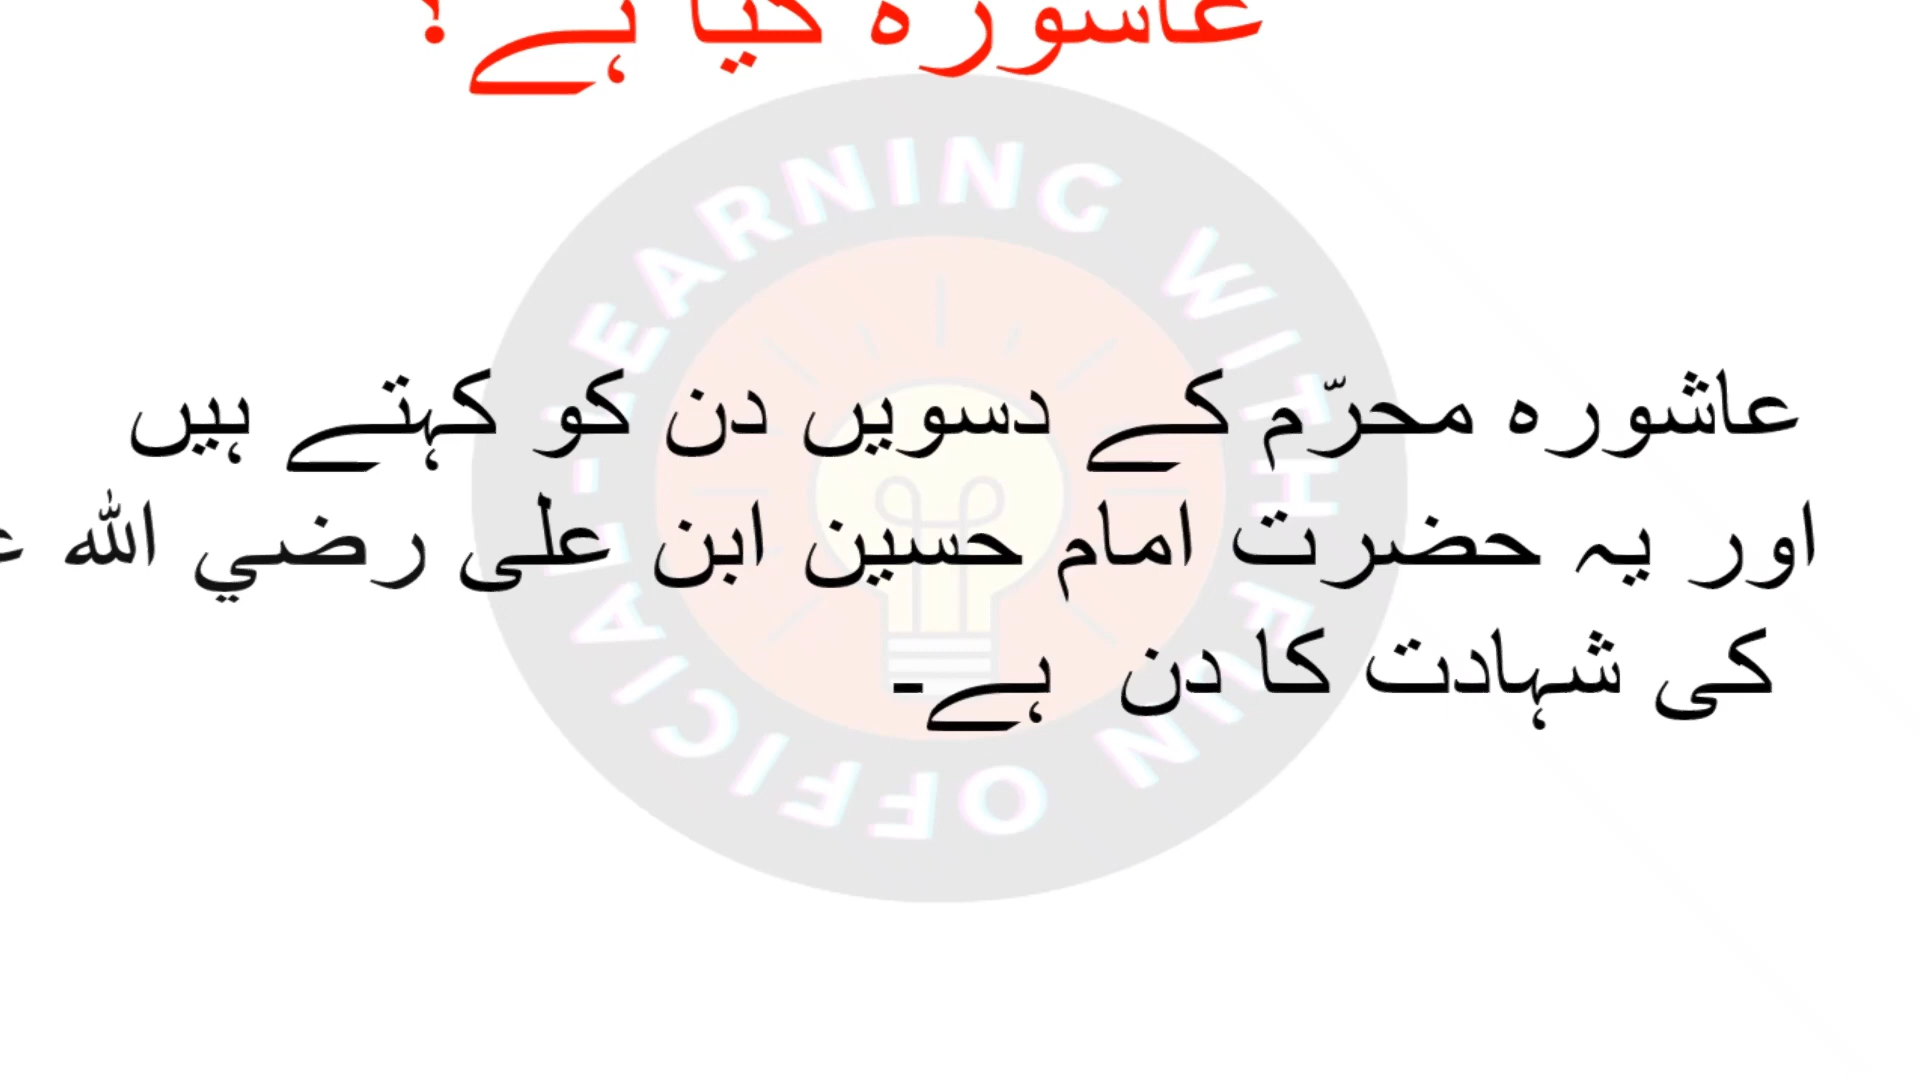 عاشورہ کیا ہے؟
عاشورہ محرّم کے دسویں دن کو کہتے ہیں
اور یہ حضرت امام حسین ابن علی رضي الله
کی شہادت کا دن ہے۔
LEARNING WITH FUN OFFICIAL